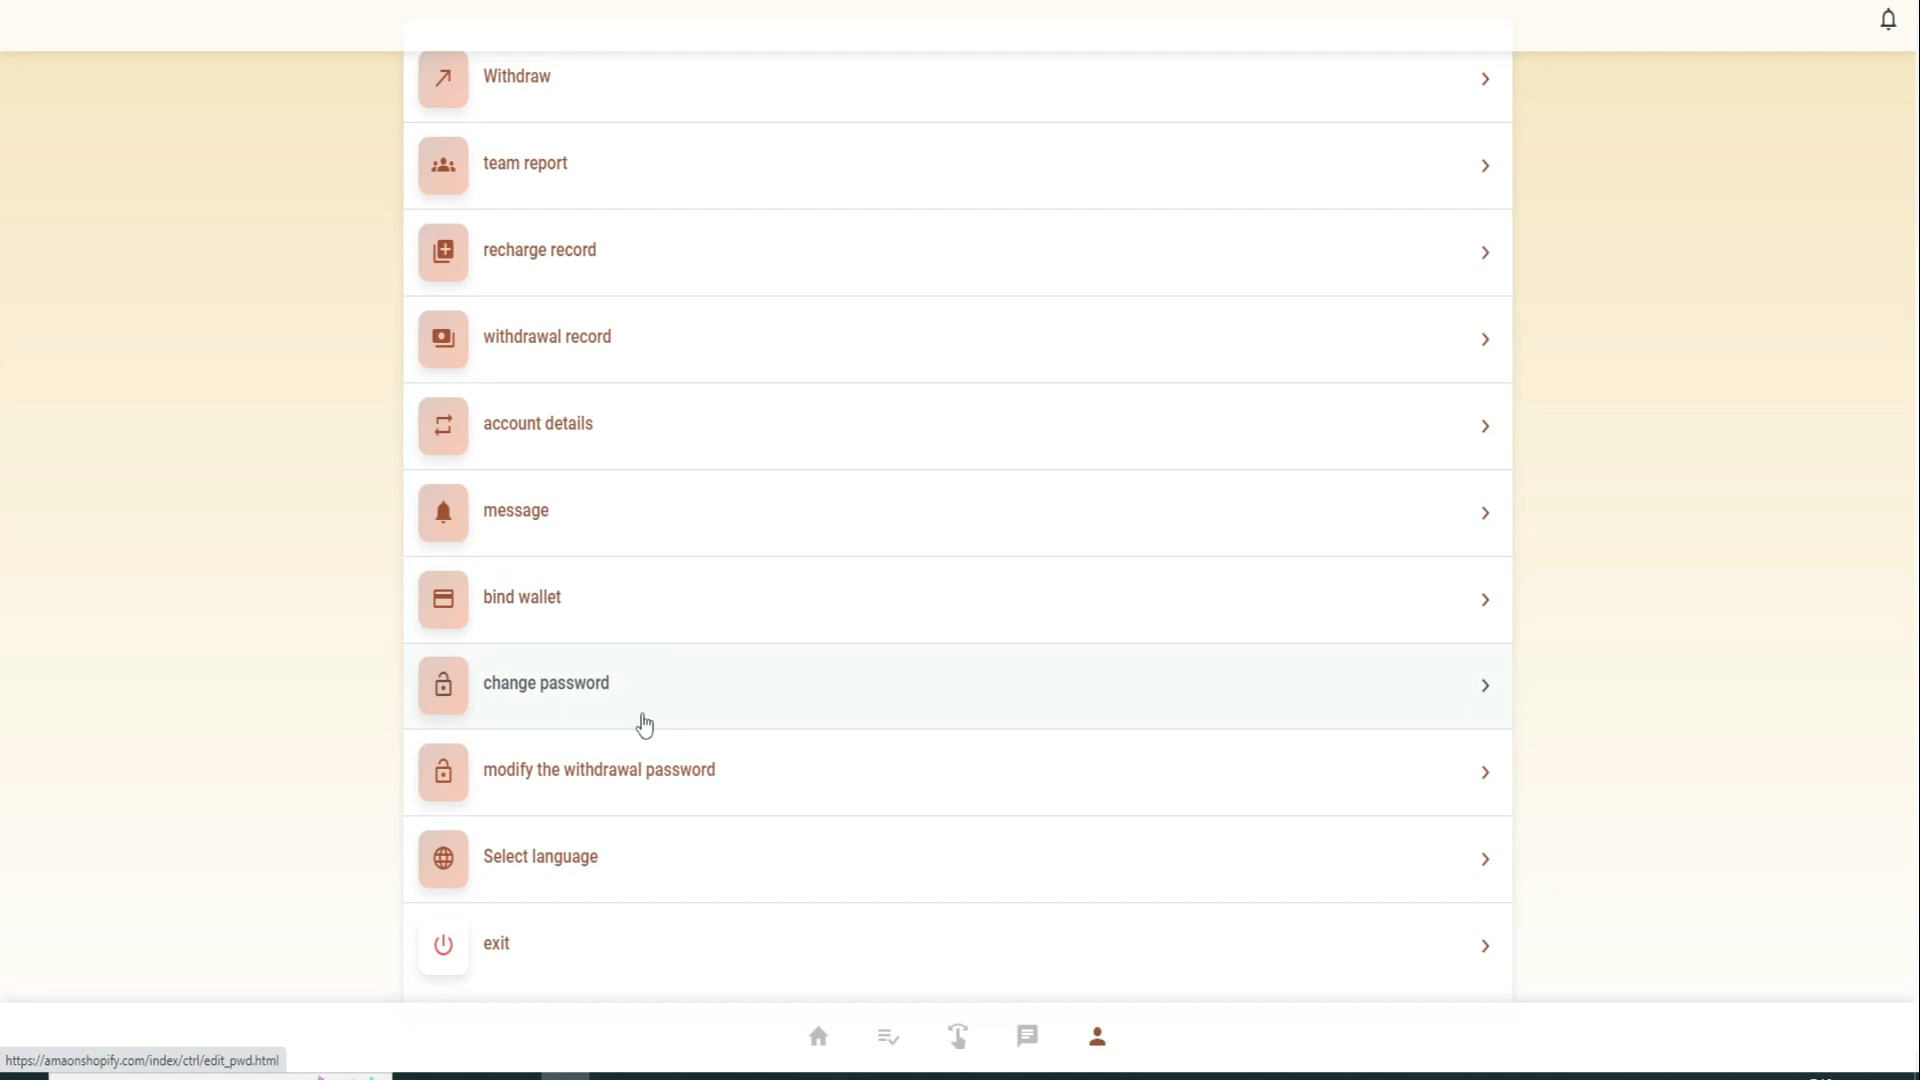 Withdraw
team report
recharge record
withdrawal record
account details
message
bind wallet
change password
modify the withdrawal password
Select language
exit
https://amaonshopify.com/index/ctrl/edit_pwd.html